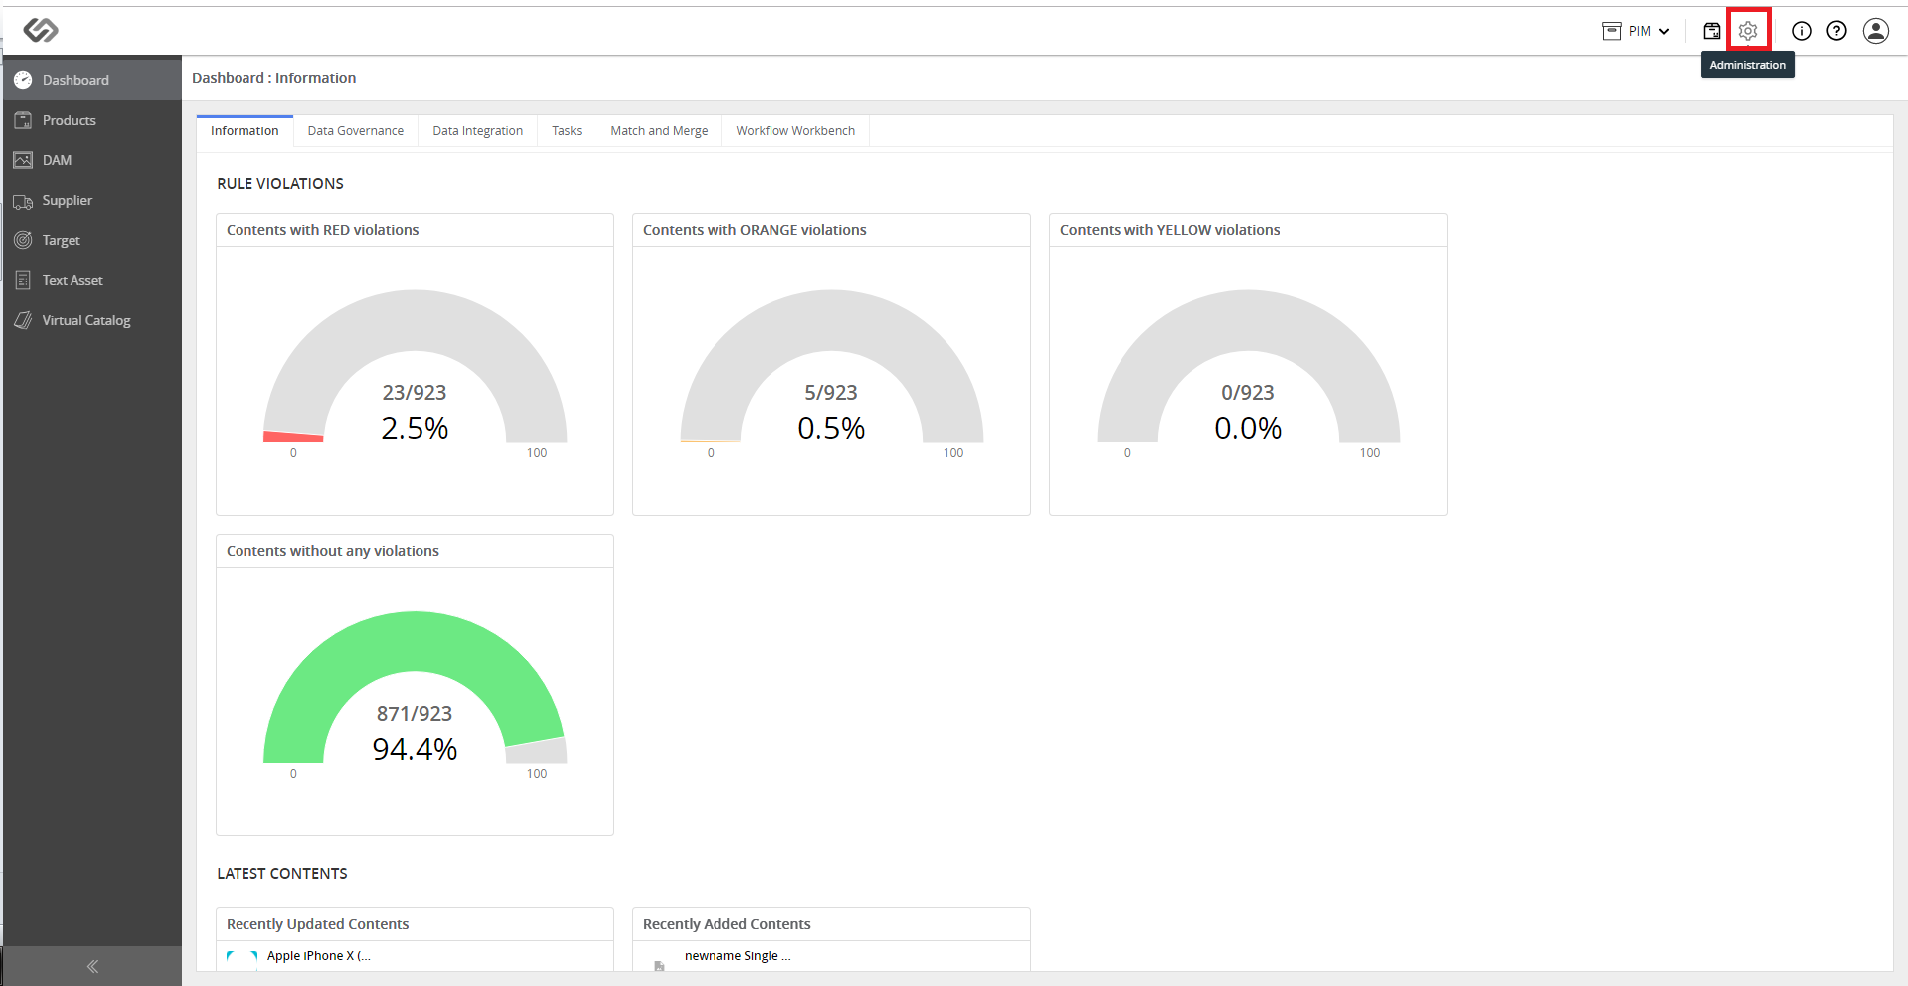 PIM
Administration
Dashboard
Products
DAM
Supplier
Target
Text Asset
Virtual Catalog
Dashboard : Information
Information
Data Governance
Data Integration
Tasks
Match and Merge
Workflow Workbench
RULE VIOLATIONS
Contents with RED violations
23/923
2.5%
0
100
Contents with ORANGE violations
5/923
0.5%
0
100
Contents with YELLOW violations
0/923
0.0%
0
100
Contents without any violations
871/923
94.4%
0
100
LATEST CONTENTS
Recently Updated Contents
Apple iPhone X (...
Recently Added Contents
newname Single ...